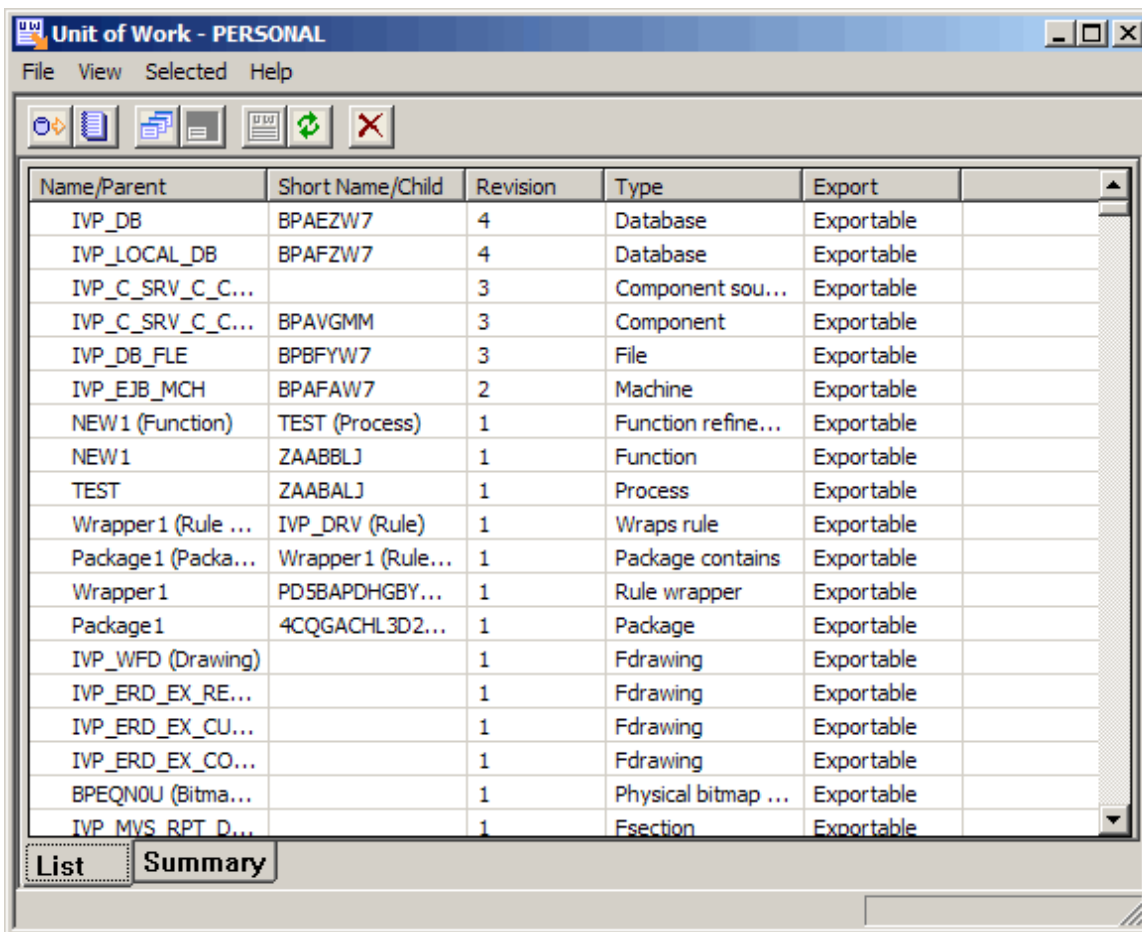 Unit of Work - PERSONAL
File View Selected Help
Name/Parent Short Name/Child Revision Type Export
IVP_DB BPAEZW7 4 Database Exportable
IVP_LOCAL_DB BPAFZW7 4 Database Exportable
IVP_C_SRV_C_C... 3 Component sou... Exportable
IVP_C_SRV_C_C... BPAVGMM 3 Component Exportable
IVP_DB_FLE BPBFYW7 3 File Exportable
IVP_EJB_MCH BPAFAW7 2 Machine Exportable
NEW1 (Function) TEST (Process) 1 Function refine... Exportable
NEW1 ZAABBLJ 1 Function Exportable
TEST ZAABALJ 1 Process Exportable
Wrapper1 (Rule ... IVP_DRV (Rule) 1 Wraps rule Exportable
Package1 (Packa... Wrapper1 (Rule... 1 Package contains Exportable
Wrapper1 PD5BAPDHGBY... 1 Rule wrapper Exportable
Package1 4CQGACHL3D2... 1 Package Exportable
IVP_WFD (Drawing) 1 Fdrawing Exportable
IVP_ERD_EX_RE... 1 Fdrawing Exportable
IVP_ERD_EX_CU... 1 Fdrawing Exportable
IVP_ERD_EX_CO... 1 Fdrawing Exportable
BPEQN0U (Bitma... 1 Physical bitmap ... Exportable
IVP_MVS_RPT_D... 1 Fsection Exportable
List Summary